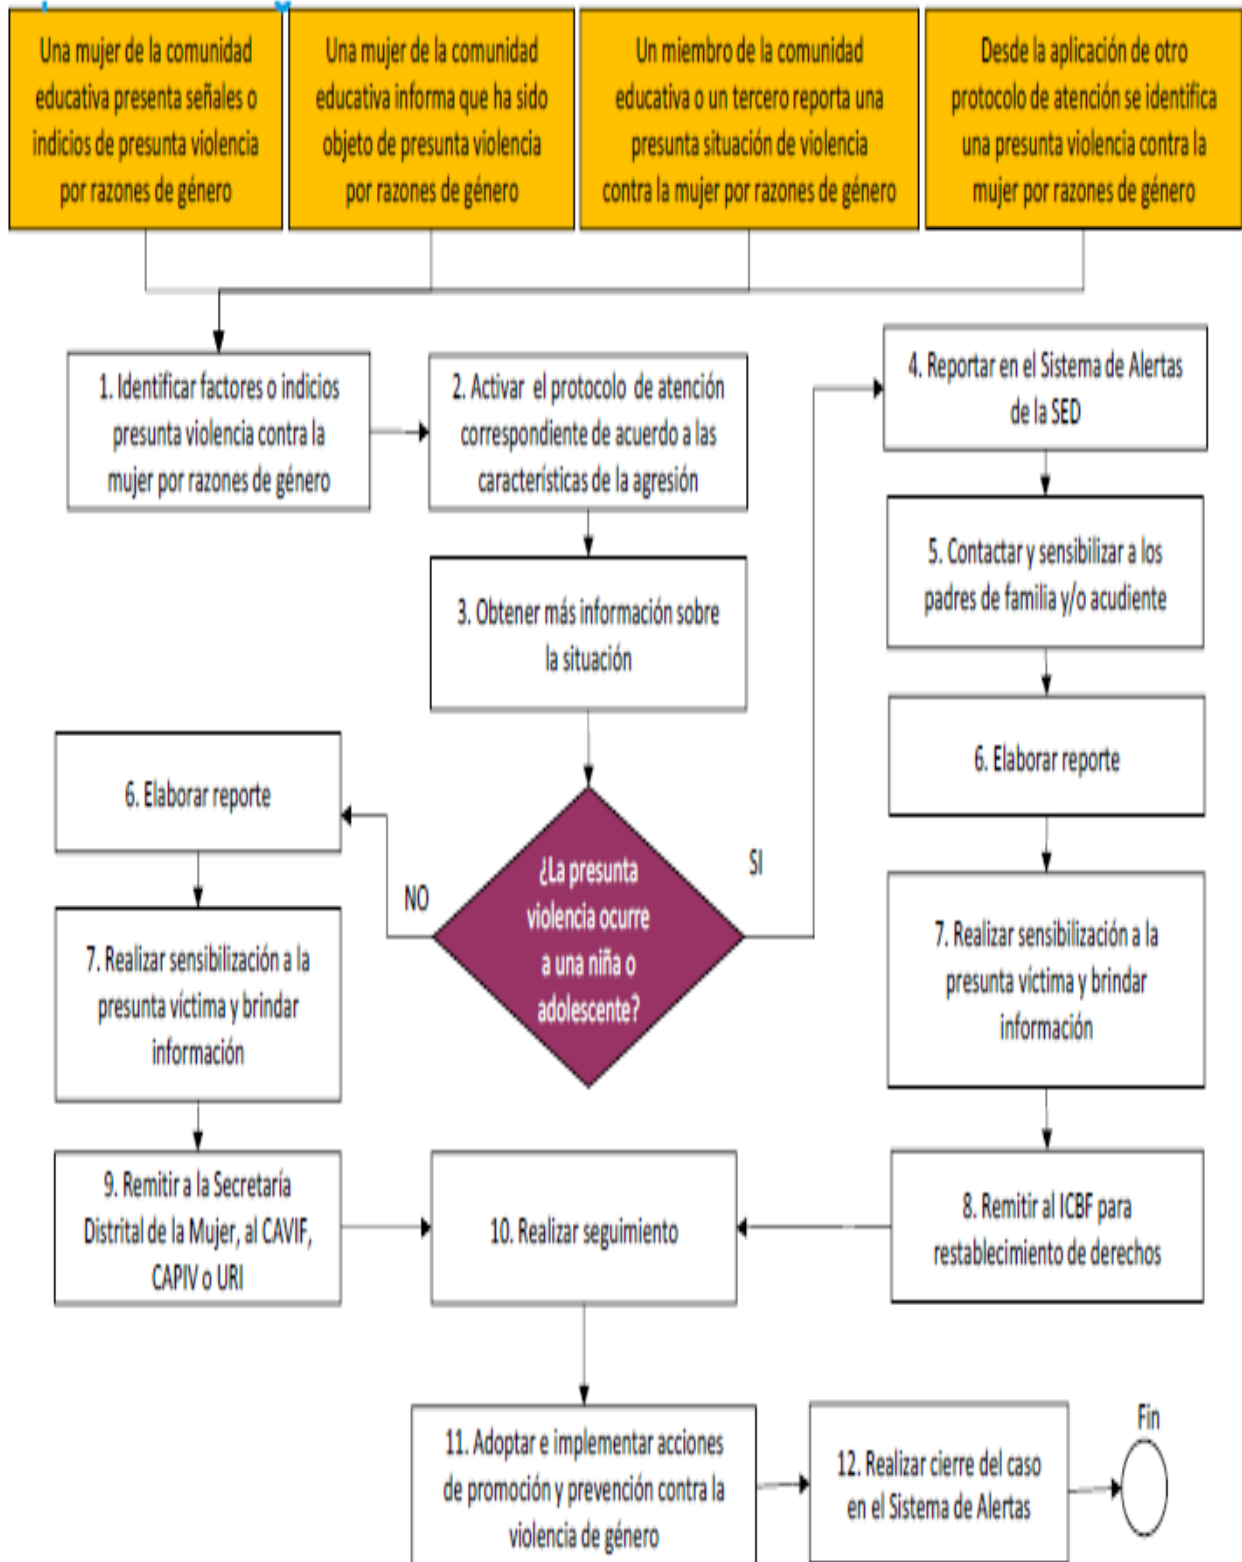 Una mujer de la comunidad
educativa presenta señales o
indicios de presunta violencia
por razones de género
Una mujer de la comunidad
educativa informa que ha sido
objeto de presunta violencia
por razones de género
Un miembro de la comunidad
educativa o un tercero reporta una
presunta situación de violencia
contra la mujer por razones de género
Desde la aplicación de otro
protocolo de atención se identifica
una presunta violencia contra la
mujer por razones de género
1. Identificar factores o indicios
presunta violencia contra la
mujer por razones de género
2. Activar el protocolo de atención
correspondiente de acuerdo a las
características de la agresión
3. Obtener más información sobre
la situación
¿La presunta
violencia ocurre
a una niña o
adolescente?
SI
4. Reportar en el Sistema de Alertas
de la SED
5. Contactar y sensibilizar a los
padres de familia y/o acudiente
6. Elaborar reporte
7. Realizar sensibilización a la
presunta víctima y brindar
información
8. Remitir al ICBF para
restablecimiento de derechos
NO
6. Elaborar reporte
7. Realizar sensibilización a la
presunta víctima y brindar
información
9. Remitir a la Secretaría
Distrital de la Mujer, al CAVIF,
CAPIV o URI
10. Realizar seguimiento
11. Adoptar e implementar acciones
de promoción y prevención contra la
violencia de género
12. Realizar cierre del caso
en el Sistema de Alertas
Fin